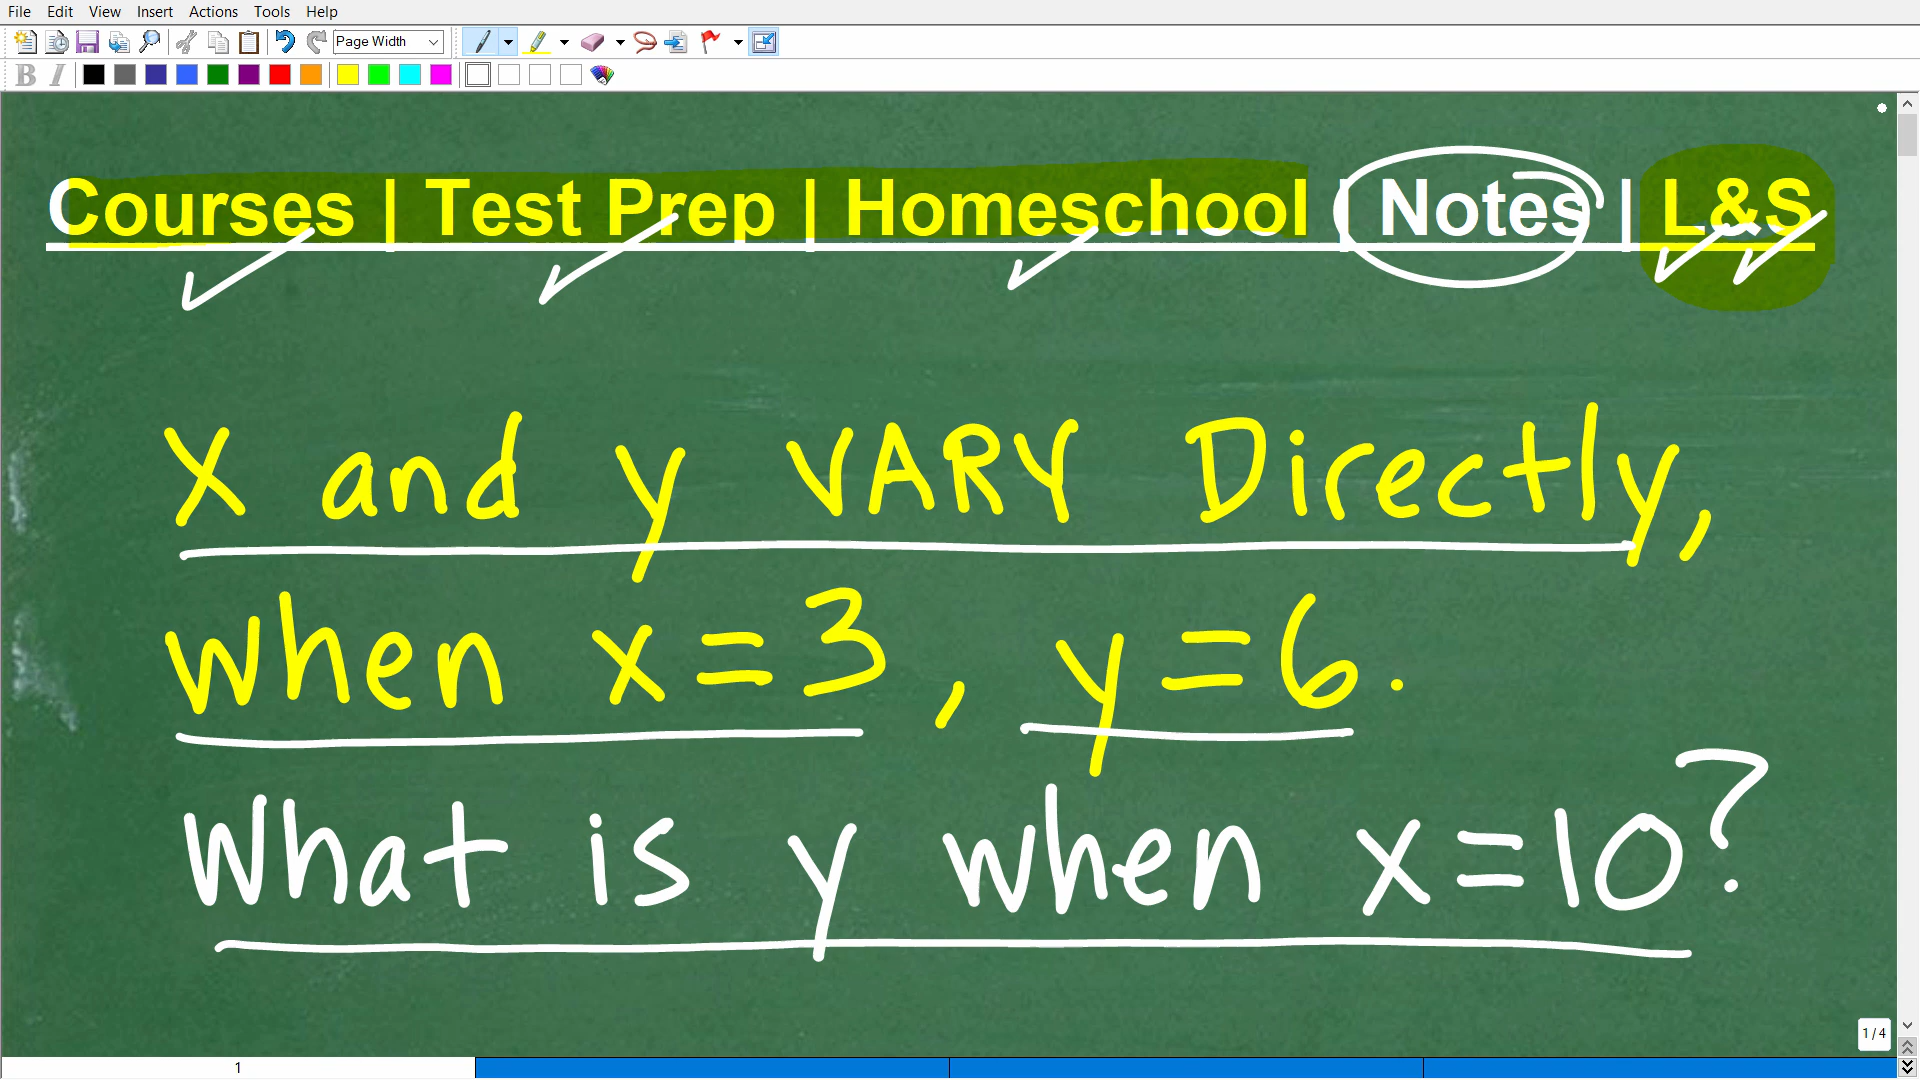 File Edit View Insert Actions Tools Help
Page Width
B I
Courses | Test Prep | Homeschool | Notes | L&S
X and y VARY Directly,
when x=3, y=6.
What is y when x=10?
1 / 4
1